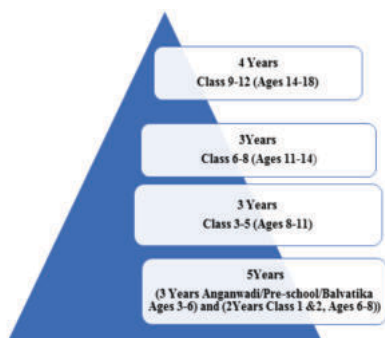 4 Years
Class 9-12 (Ages 14-18)
3Years
Class 6-8 (Ages 11-14)
3 Years
Class 3-5 (Ages 8-11)
5Years
(3 Years Anganwadi/Pre-school/Balvatika
Ages 3-6) and (2Years Class 1 &2, Ages 6-8))